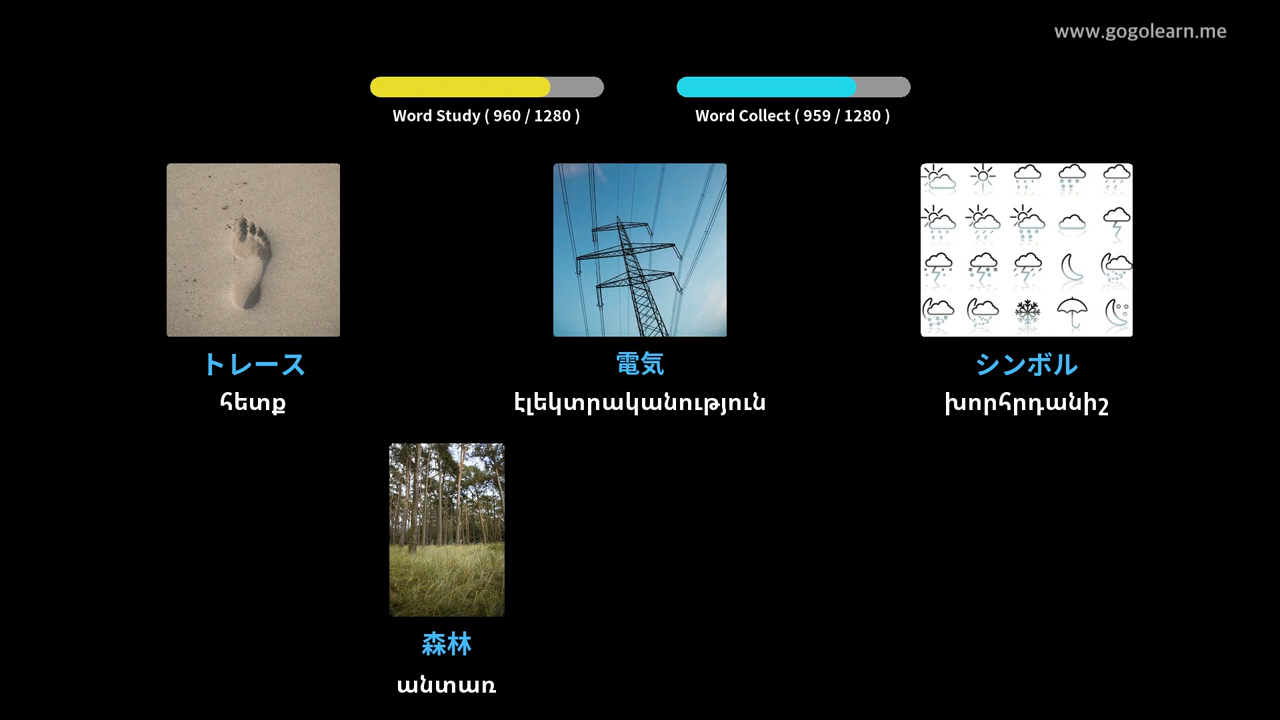 www.gogolearn.me
Word Study ( 960 / 1280 )
Word Collect ( 959 / 1280 )
トレース
電気
シンボル
հետք
էլեկտրականություն
խորհրդանիշ
森林
անտառ